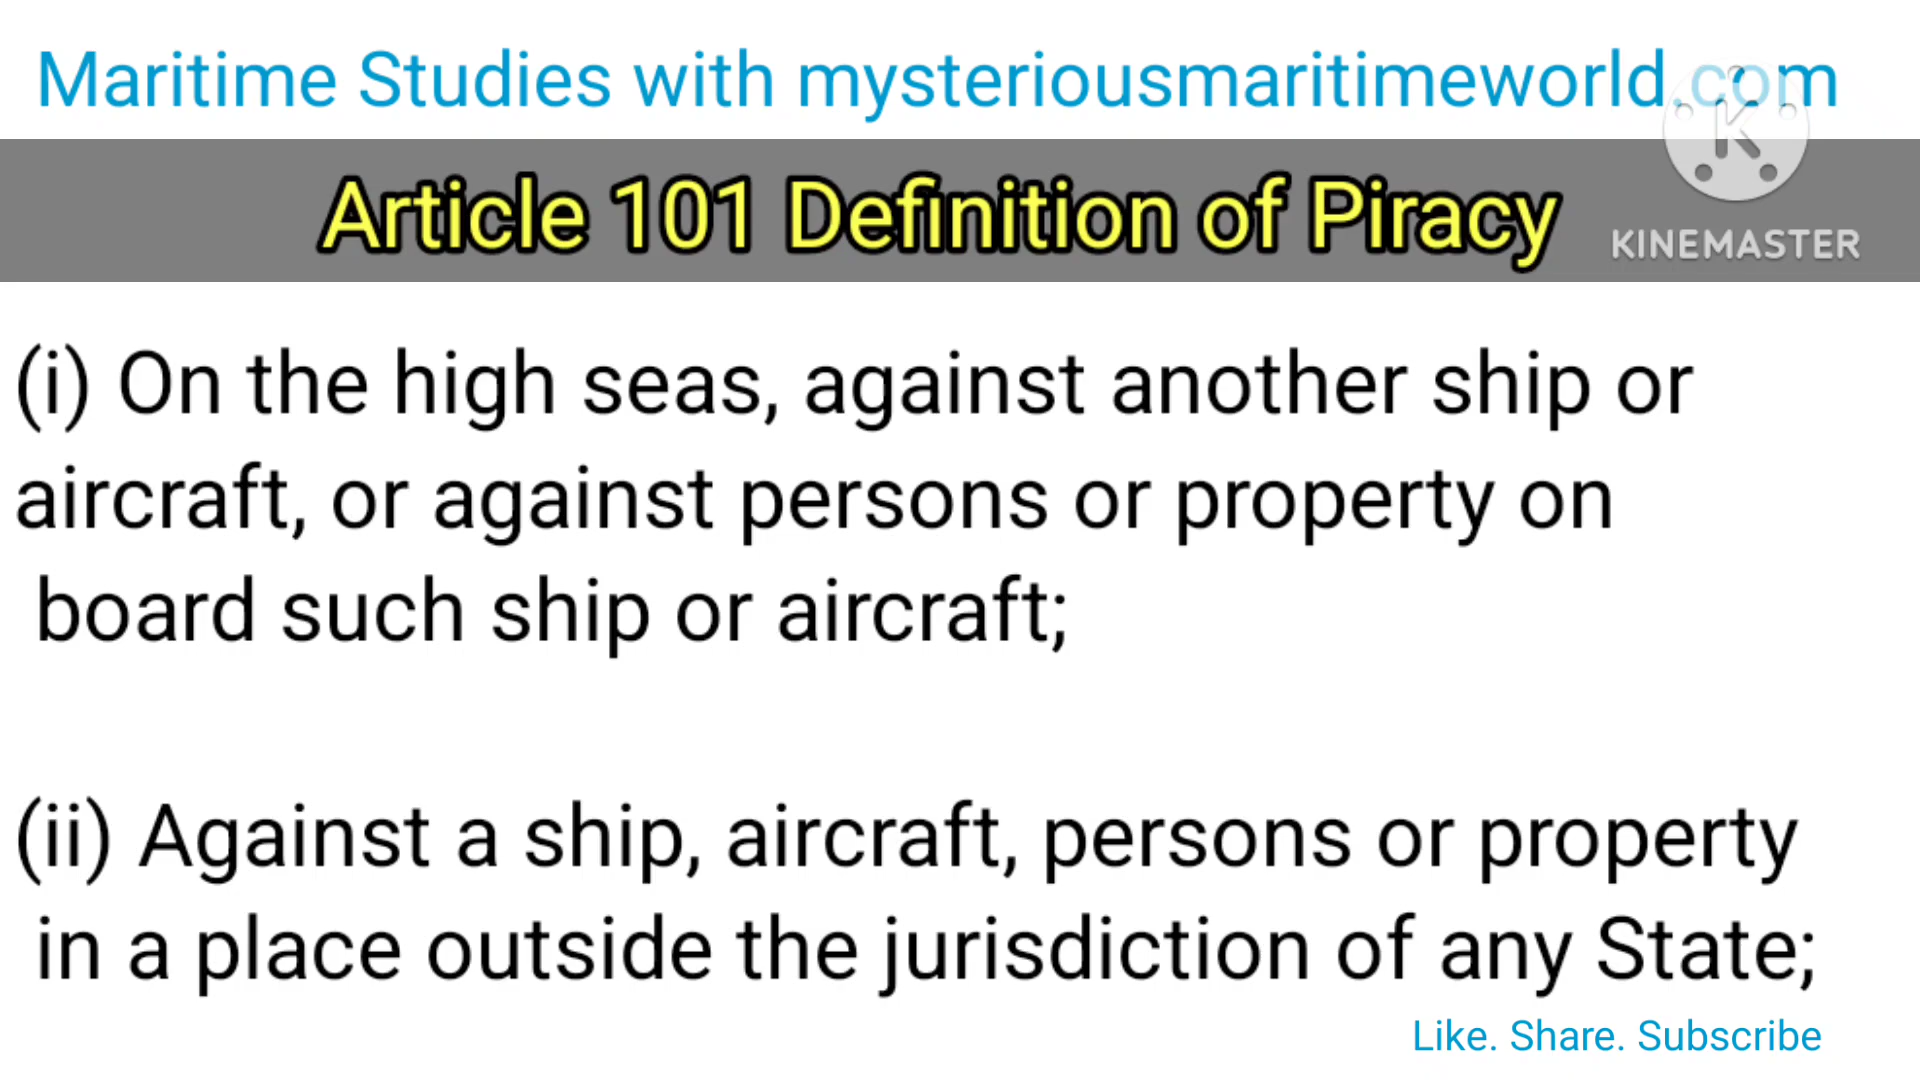 Maritime Studies with mysteriousmaritimeworld.com
Article 101 Definition of Piracy
K
KINEMASTER
(i) On the high seas, against another ship or
aircraft, or against persons or property on
board such ship or aircraft;
(ii) Against a ship, aircraft, persons or property
in a place outside the jurisdiction of any State;
Like. Share. Subscribe